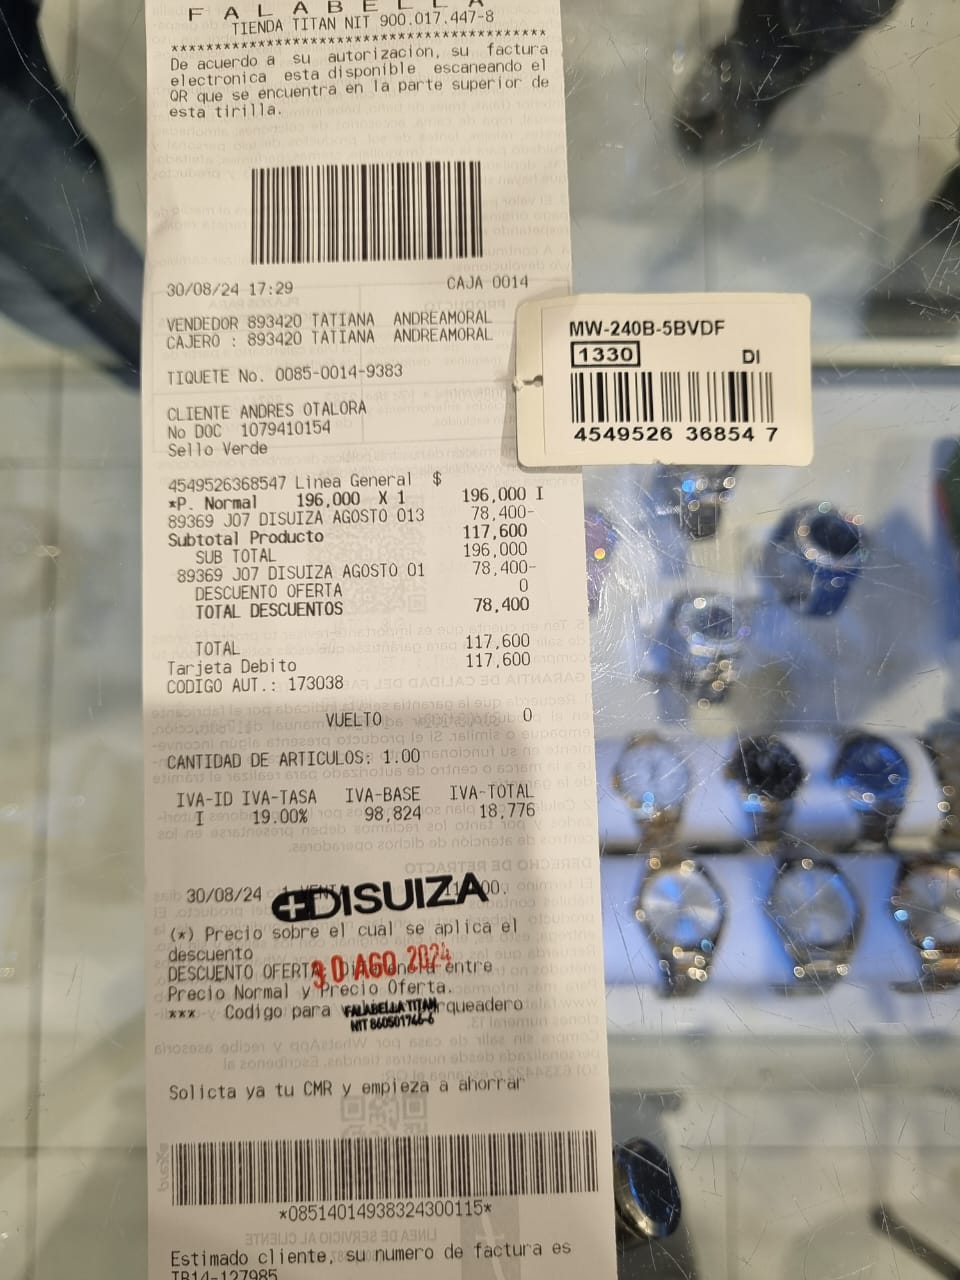 F A L A B E L L A
TIENDA TITAN NIT 900.017.447-8
*******************************************
De acuerdo a su autorizacion, su factura
electronica esta disponible escaneando el
QR que se encuentra en la parte superior de
esta tirilla.
30/08/24 17:29 CAJA 0014
VENDEDOR 893420 TATIANA ANDREAMORAL
CAJERO : 893420 TATIANA ANDREAMORAL
TIQUETE No. 0085-0014-9383
CLIENTE ANDRES OTALORA
No DOC 1079410154
Sello Verde
4549526368547 Linea General $
*P. Normal 196,000 X 1 196,000 I
89369 J07 DISUIZA AGOSTO 013 78,400-
Subtotal Producto 117,600
SUB TOTAL 196,000
89369 J07 DISUIZA AGOSTO 01 78,400-
DESCUENTO OFERTA 0
TOTAL DESCUENTOS 78,400
TOTAL 117,600
Tarjeta Debito 117,600
CODIGO AUT.: 173038
VUELTO 0
CANTIDAD DE ARTICULOS: 1.00
IVA-ID IVA-TASA IVA-BASE IVA-TOTAL
I 19.00% 98,824 18,776
30/08/24
DISUIZA
(*) Precio sobre el cual se aplica el
descuento
DESCUENTO OFERTA entre
30 AGO 2024
Precio Normal y Precio Oferta.
*** Codigo para
FALABELLA TITAN
NIT 860501746-6
Solicta ya tu CMR y empieza a ahorrar
*08514014938324300115*
Estimado cliente, su numero de factura es
TB14-127985
MW-240B-5BVDF
1330 DI
4549526 36854 7